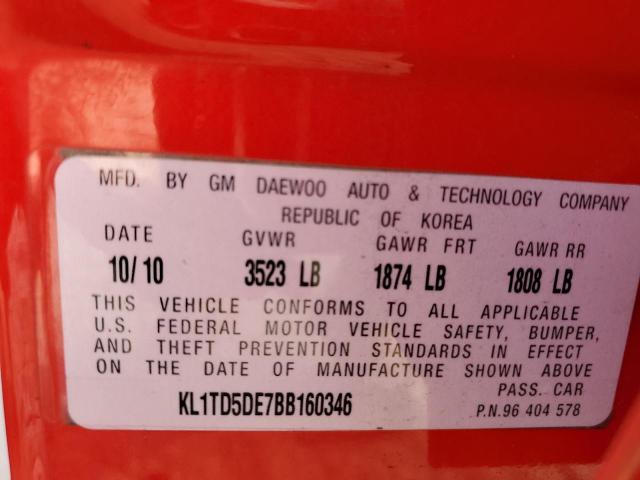 MFD. BY GM DAEWOO AUTO & TECHNOLOGY COMPANY
REPUBLIC OF KOREA
DATE GVWR GAWR FRT GAWR RR
10/10 3523 LB 1874 LB 1808 LB
THIS VEHICLE CONFORMS TO ALL APPLICABLE
U.S. FEDERAL MOTOR VEHICLE SAFETY, BUMPER,
AND THEFT PREVENTION STANDARDS IN EFFECT
ON THE DATE OF MANUFACTURE SHOWN ABOVE
PASS. CAR
KL1TD5DE7BB160346
P.N.96 404 578